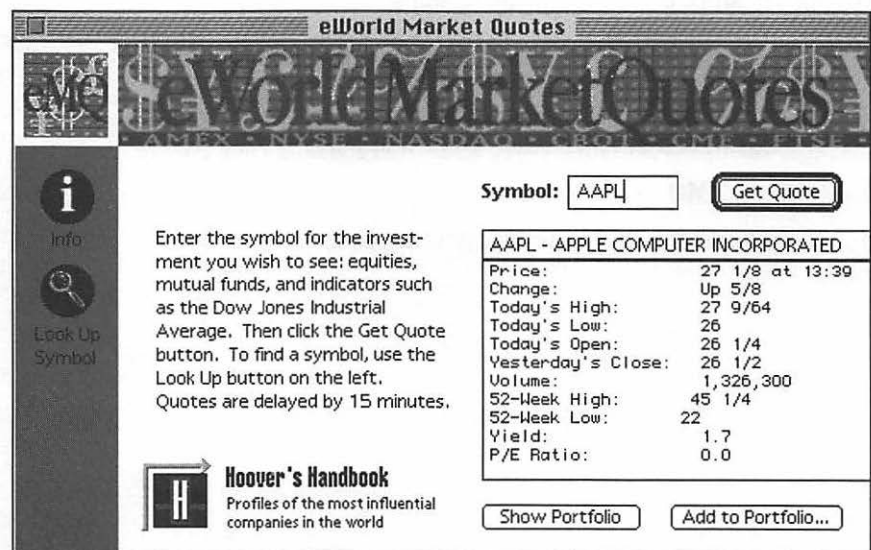 eWorld Market Quotes
eMQ
eWorldMarketQuotes
AMEX · NYSE · NASDAQ · CBOT · CME · FTSE ·
Symbol: AAPL Get Quote
i
Info
Look Up
Symbol
Enter the symbol for the invest-
ment you wish to see: equities,
mutual funds, and indicators such
as the Dow Jones Industrial
Average. Then click the Get Quote
button. To find a symbol, use the
Look Up button on the left.
Quotes are delayed by 15 minutes.
AAPL - APPLE COMPUTER INCORPORATED
Price: 27 1/8 at 13:39
Change: Up 5/8
Today's High: 27 9/64
Today's Low: 26
Today's Open: 26 1/4
Yesterday's Close: 26 1/2
Volume: 1,326,300
52-Week High: 45 1/4
52-Week Low: 22
Yield: 1.7
P/E Ratio: 0.0
H
Hoover's Handbook
Profiles of the most influential
companies in the world
Show Portfolio Add to Portfolio...